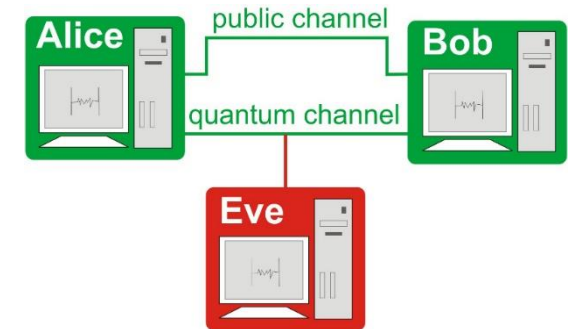 Alice
public channel
Bob
quantum channel
Eve